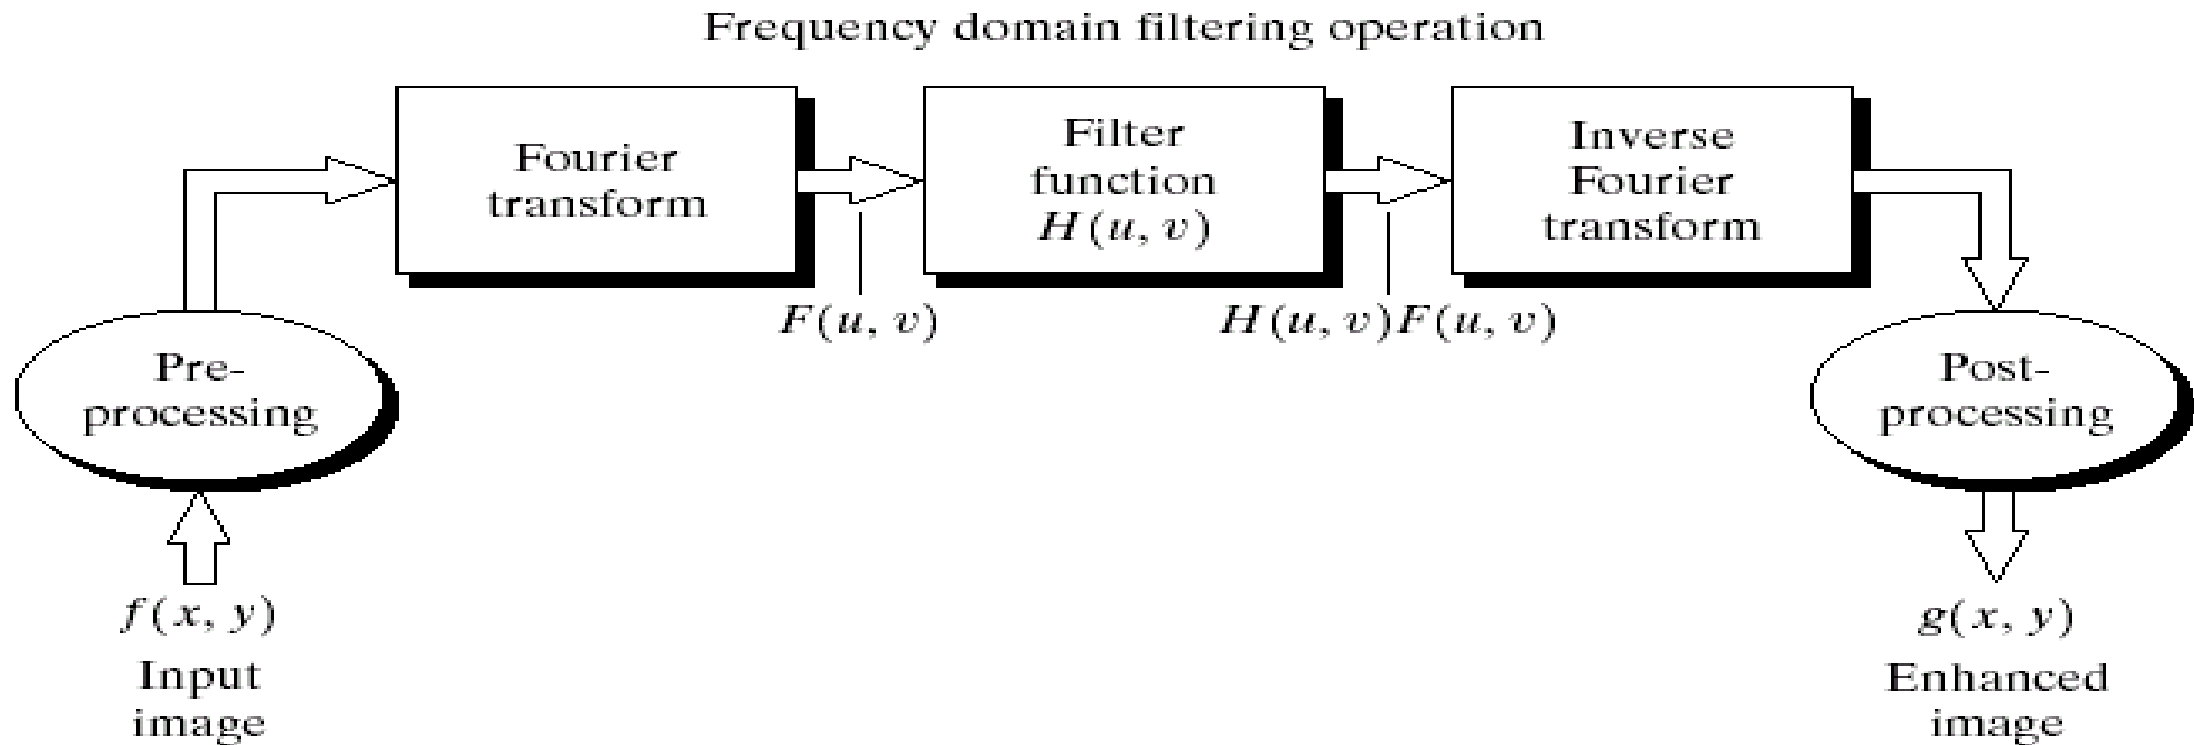 Frequency domain filtering operation
Fourier
transform
Filter
function
H(u, v)
Inverse
Fourier
transform
F(u, v)
H(u, v)F(u, v)
Pre-
processing
Post-
processing
f(x, y)
Input
image
g(x, y)
Enhanced
image